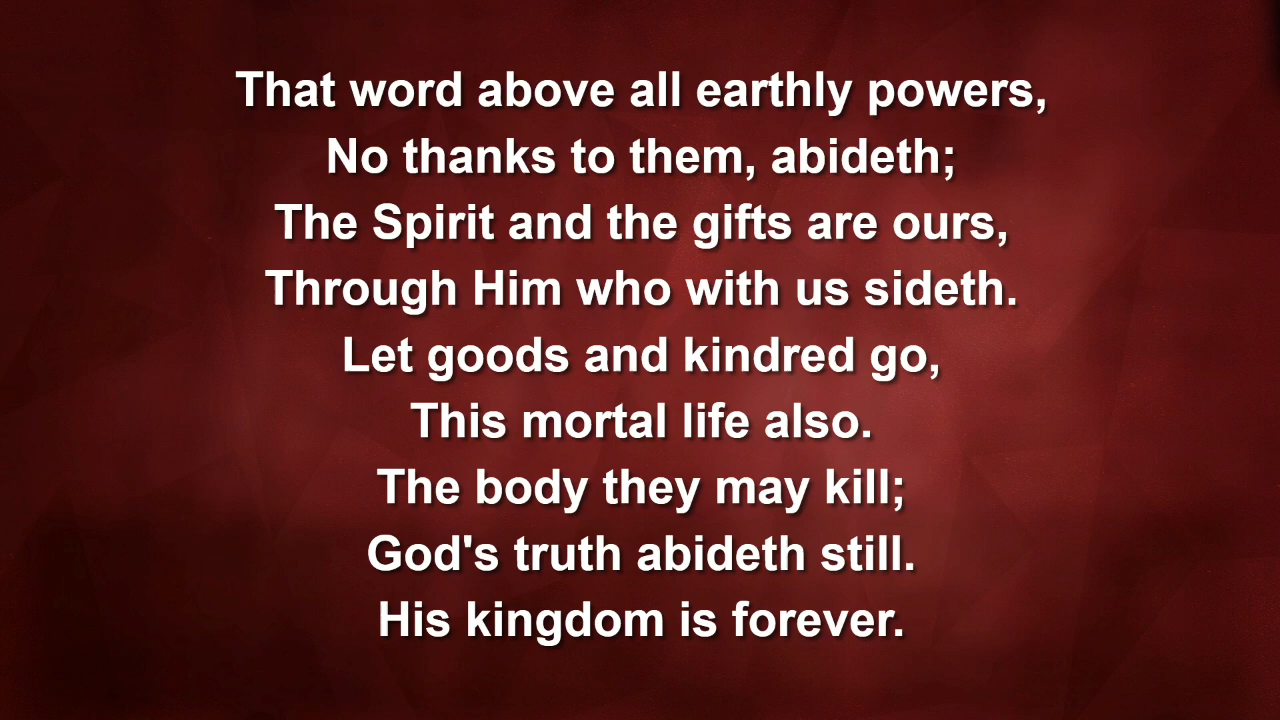 That word above all earthly powers,
No thanks to them, abideth;
The Spirit and the gifts are ours,
Through Him who with us sideth.
Let goods and kindred go,
This mortal life also.
The body they may kill;
God's truth abideth still.
His kingdom is forever.